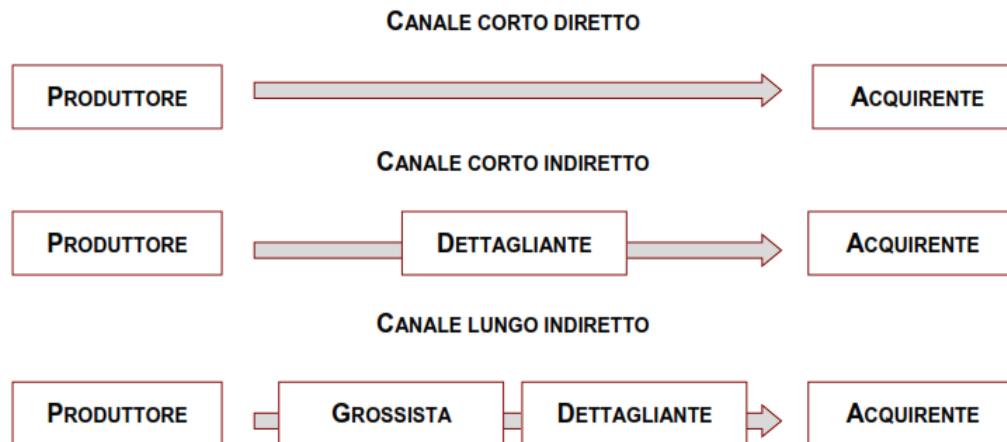 CANALE CORTO DIRETTO
PRODUTTORE ACQUIRENTE
CANALE CORTO INDIRETTO
PRODUTTORE DETTAGLIANTE ACQUIRENTE
CANALE LUNGO INDIRETTO
PRODUTTORE GROSSISTA DETTAGLIANTE ACQUIRENTE